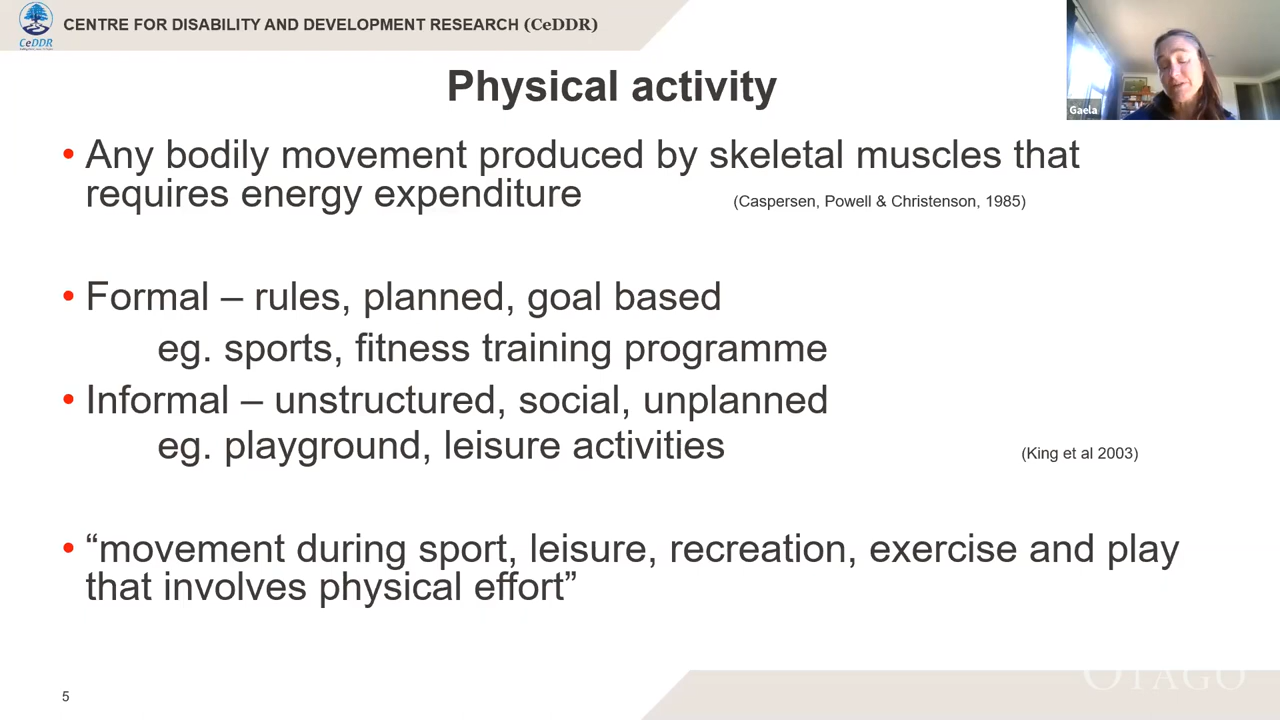 CENTRE FOR DISABILITY AND DEVELOPMENT RESEARCH (CeDDR)
CeDDR
Gaela
Physical activity
• Any bodily movement produced by skeletal muscles that
requires energy expenditure (Caspersen, Powell & Christenson, 1985)
• Formal – rules, planned, goal based
eg. sports, fitness training programme
• Informal – unstructured, social, unplanned
eg. playground, leisure activities (King et al 2003)
• “movement during sport, leisure, recreation, exercise and play
that involves physical effort”
5
OTAGO